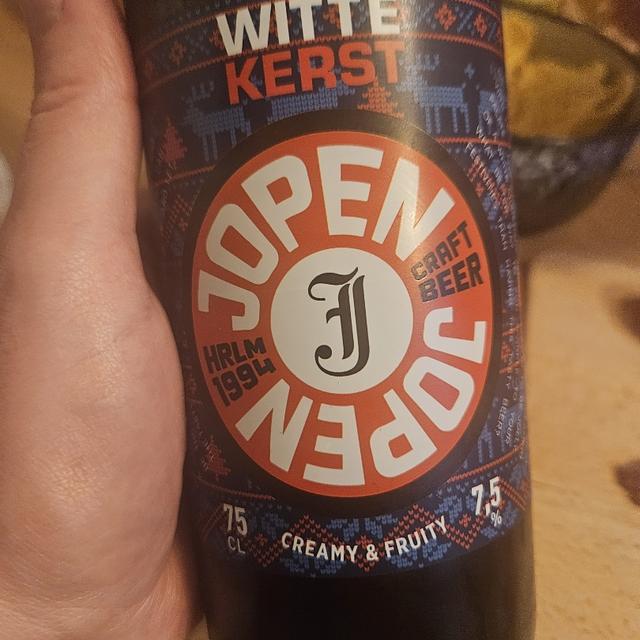 WITTE
KERST
JOPEN
CRAFT
BEER
J
HRLM
1994
JOPEN
75
CL
CREAMY & FRUITY
7,5
%